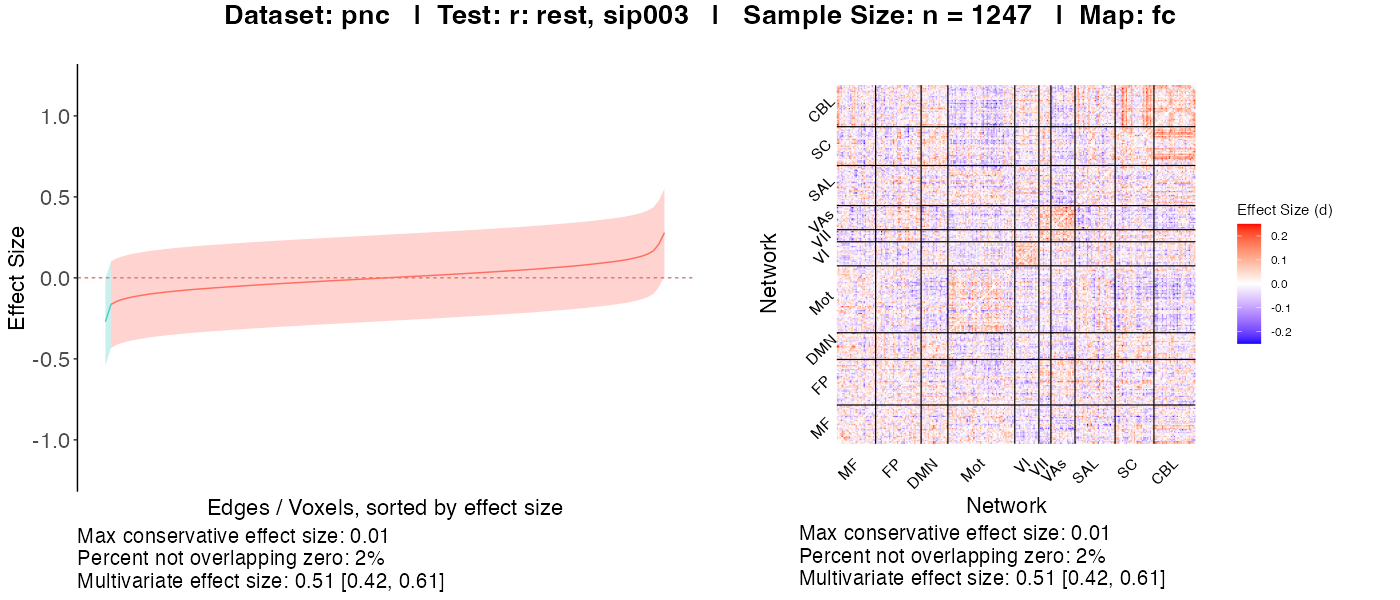 Dataset: pnc | Test: r: rest, sip003 | Sample Size: n = 1247 | Map: fc
Effect Size
1.0
0.5
0.0
-0.5
-1.0
Edges / Voxels, sorted by effect size
Max conservative effect size: 0.01
Percent not overlapping zero: 2%
Multivariate effect size: 0.51 [0.42, 0.61]
Network
CBL
SC
SAL
VAs
VII
VI
Mot
DMN
FP
MF
MF
FP
DMN
Mot
VI
VII
VAs
SAL
SC
CBL
Network
Effect Size (d)
0.2
0.1
0.0
-0.1
-0.2
Max conservative effect size: 0.01
Percent not overlapping zero: 2%
Multivariate effect size: 0.51 [0.42, 0.61]